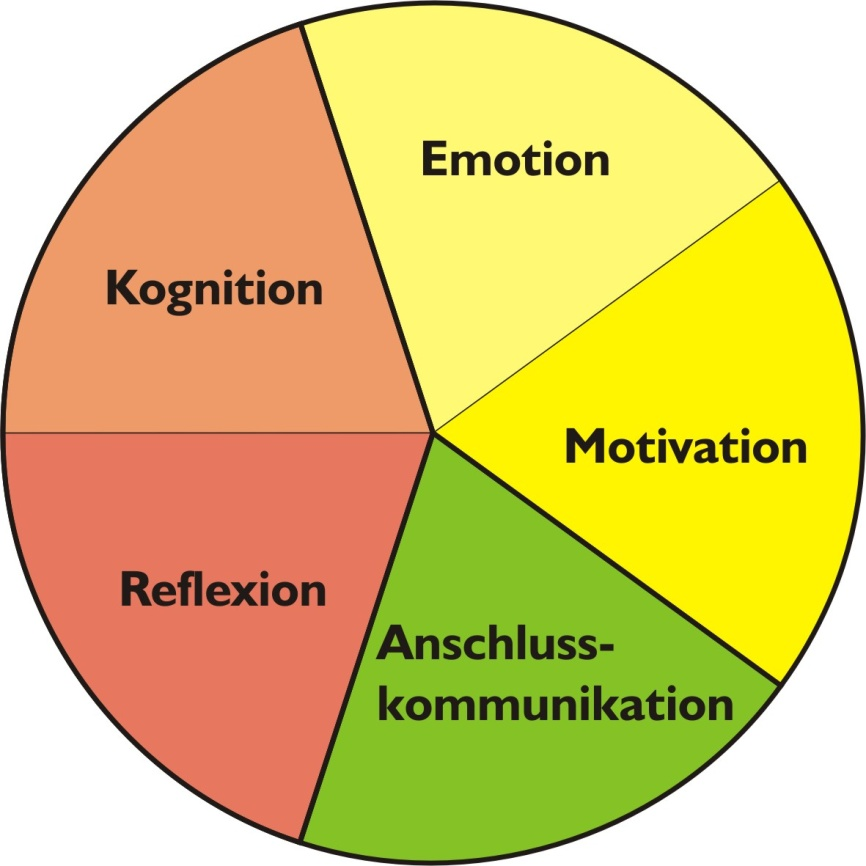 Emotion
Kognition
Motivation
Reflexion
Anschluss-
kommunikation